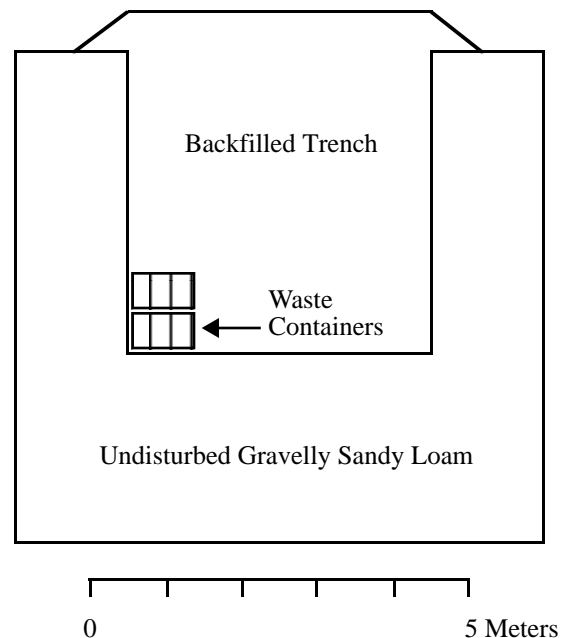 Backfilled Trench
Waste
Containers
Undisturbed Gravelly Sandy Loam
0 5 Meters